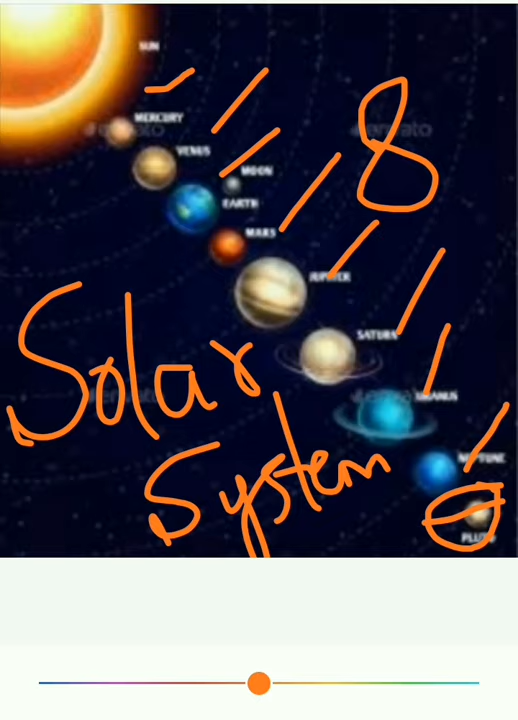 SUN
MERCURY
VENUS
MOON
EARTH
MARS
8
JUPITER
SATURN
Solar
URANUS
System
NEPTUNE
PLUTO